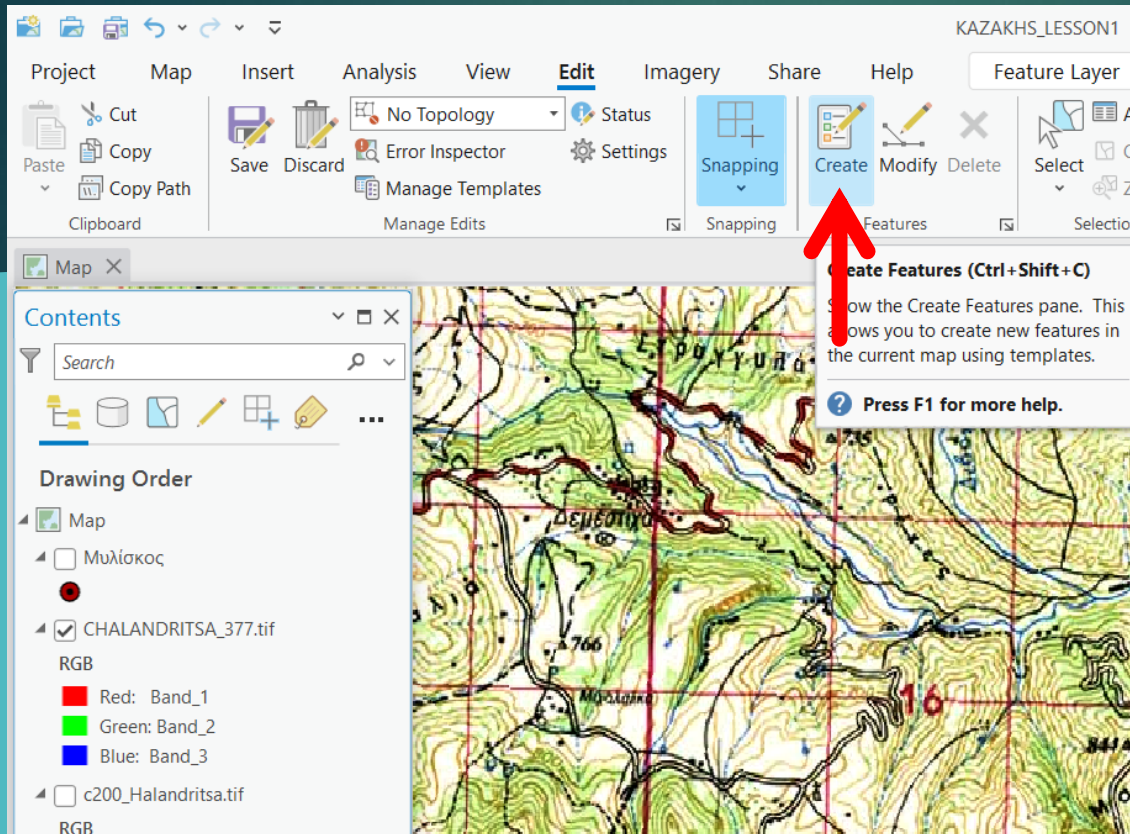 KAZAKHS_LESSON1
Project Map Insert Analysis View Edit Imagery Share Help Feature Layer
Cut
Copy
Copy Path
Paste
Clipboard
Save Discard
No Topology
Error Inspector
Manage Templates
Status
Settings
Manage Edits
Snapping
Snapping
Create Modify Delete
Features
Select
Map
Create Features (Ctrl+Shift+C)
Show the Create Features pane. This
allows you to create new features in
the current map using templates.
Press F1 for more help.
Contents
Search
Drawing Order
Map
Μυλίσκος
CHALANDRITSA_377.tif
RGB
Red: Band_1
Green: Band_2
Blue: Band_3
c200_Halandritsa.tif
RGB
Δεμέστιχα
766
16